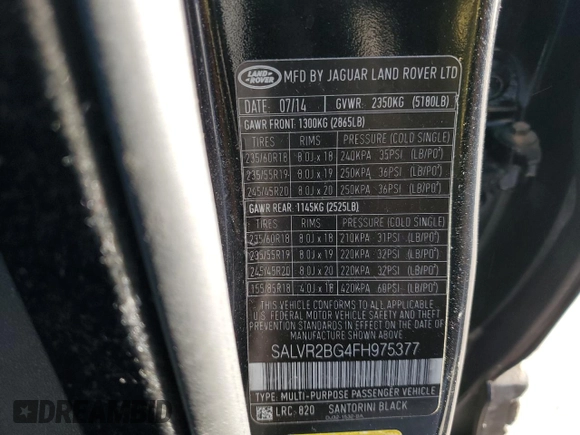 LAND-ROVER
MFD BY JAGUAR LAND ROVER LTD
DATE 07/14 GVWR 2350KG (5180LB)
GAWR FRONT: 1300KG (2865LB)
TIRES RIMS PRESSURE (COLD SINGLE)
235/60R18 8.0J x 18 240KPA 35PSI (LB/PO²)
235/55R19 8.0J x 19 250KPA 36PSI (LB/PO²)
245/45R20 8.0J x 20 250KPA 36PSI (LB/PO²)
GAWR REAR: 1145KG (2525LB)
TIRES RIMS PRESSURE (COLD SINGLE)
235/60R18 8.0J x 18 210KPA 31PSI (LB/PO²)
235/55R19 8.0J x 19 220KPA 32PSI (LB/PO²)
245/45R20 8.0J x 20 220KPA 32PSI (LB/PO²)
155/85R18 4.0J x 18 420KPA 60PSI (LB/PO²)
THIS VEHICLE CONFORMS TO ALL APPLICABLE
U.S. FEDERAL MOTOR VEHICLE SAFETY AND
THEFT PREVENTION STANDARDS IN EFFECT ON
THE DATE OF MANUFACTURE SHOWN
ABOVE.
SALVR2BG4FH975377
TYPE: MULTI-PURPOSE PASSENGER VEHICLE
LRC: 820 SANTORINI BLACK
DREAMBID